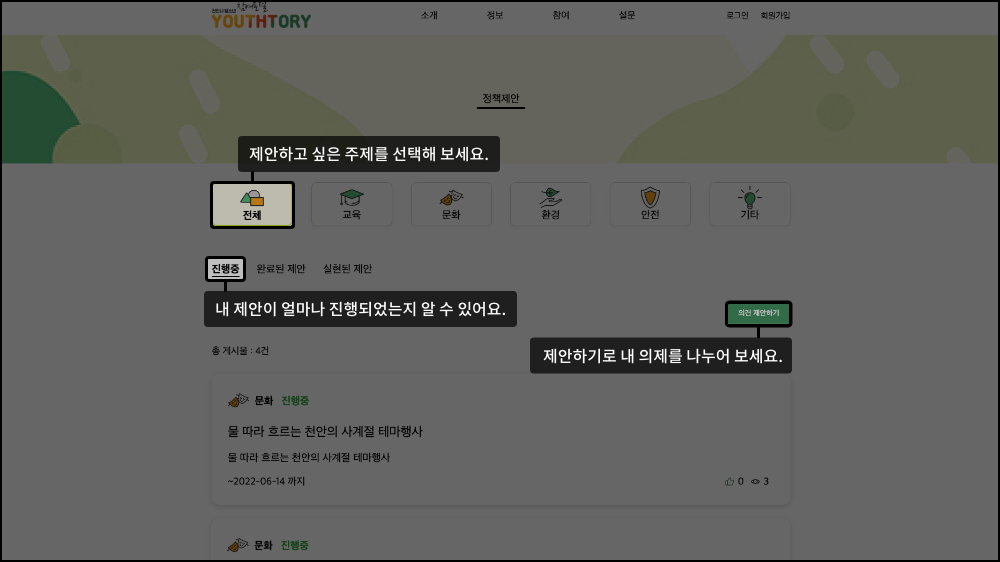 참여포털
YOUTHTORY
소개
정보
참여
설문
로그인
회원가입
정책제안
제안하고 싶은 주제를 선택해 보세요.
전체
교육
문화
환경
안전
기타
진행중
완료된 제안
실현된 제안
내 제안이 얼마나 진행되었는지 알 수 있어요.
의견 제안하기
제안하기로 내 의제를 나누어 보세요.
총 게시물 : 4건
문화 진행중
물 따라 흐르는 천안의 사계절 테마행사
물 따라 흐르는 천안의 사계절 테마행사
~2022-06-14 까지
0
3
문화 진행중